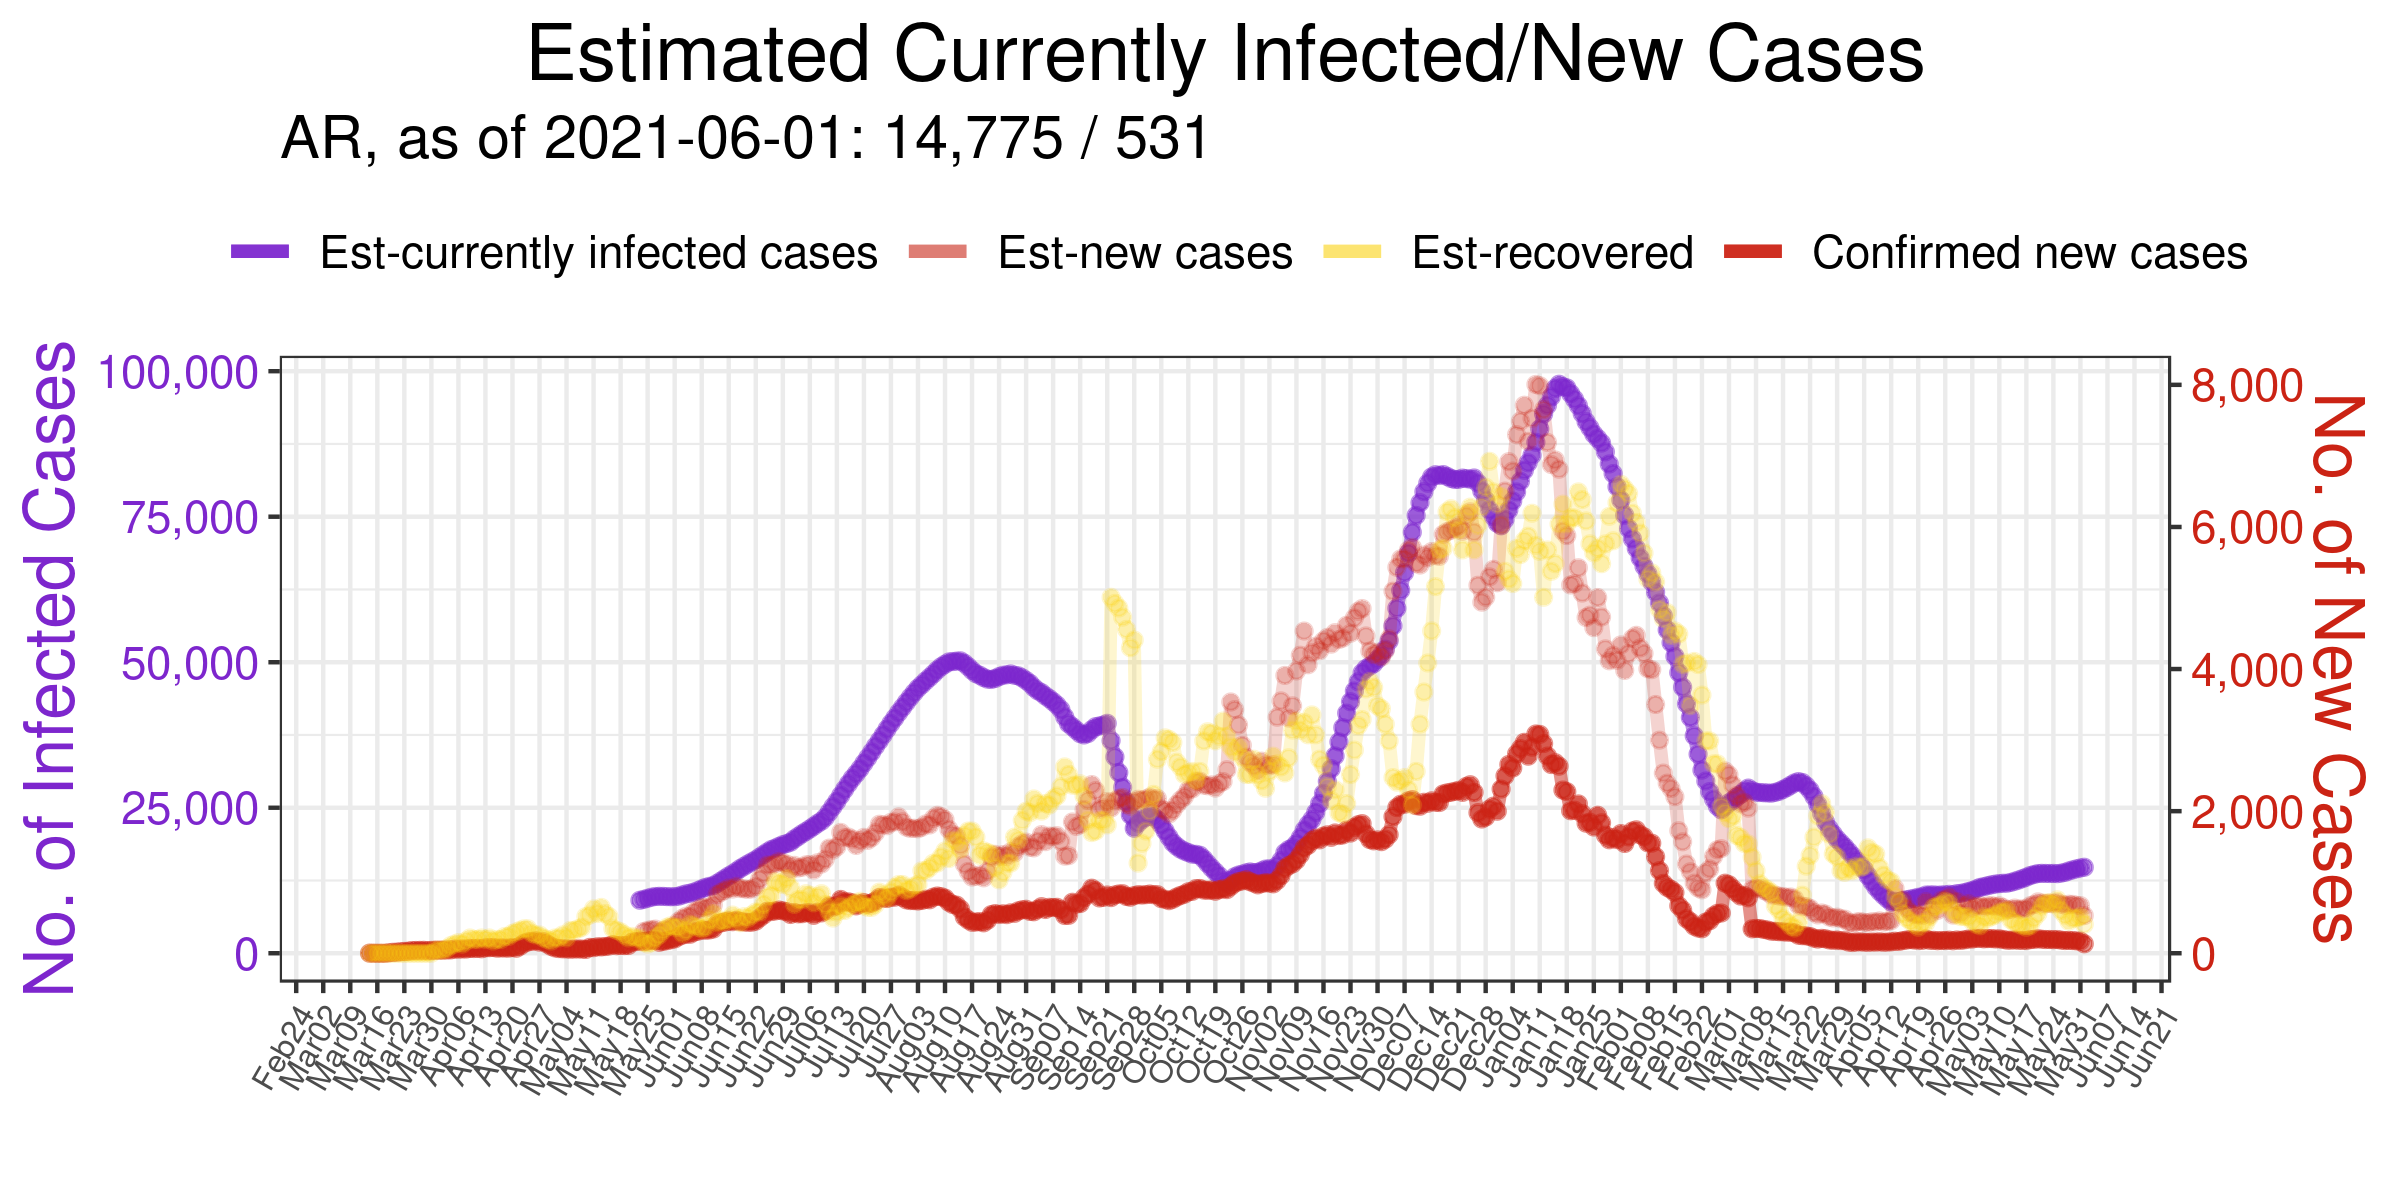 Estimated Currently Infected/New Cases
AR, as of 2021-06-01: 14,775 / 531
Est-currently infected cases Est-new cases Est-recovered Confirmed new cases
No. of Infected Cases
100,000
75,000
50,000
25,000
0
8,000
6,000
4,000
2,000
0
No. of New Cases
Feb24 Mar02 Mar09 Mar16 Mar23 Mar30 Apr06 Apr13 Apr20 Apr27 May04 May11 May18 May25 Jun01 Jun08 Jun15 Jun22 Jun29 Jul06 Jul13 Jul20 Jul27 Aug03 Aug10 Aug17 Aug24 Aug31 Sep07 Sep14 Sep21 Sep28 Oct05 Oct12 Oct19 Oct26 Nov02 Nov09 Nov16 Nov23 Nov30 Dec07 Dec14 Dec21 Dec28 Jan04 Jan11 Jan18 Jan25 Feb01 Feb08 Feb15 Feb22 Mar01 Mar08 Mar15 Mar22 Mar29 Apr05 Apr12 Apr19 Apr26 May03 May10 May17 May24 May31 Jun07 Jun14 Jun21